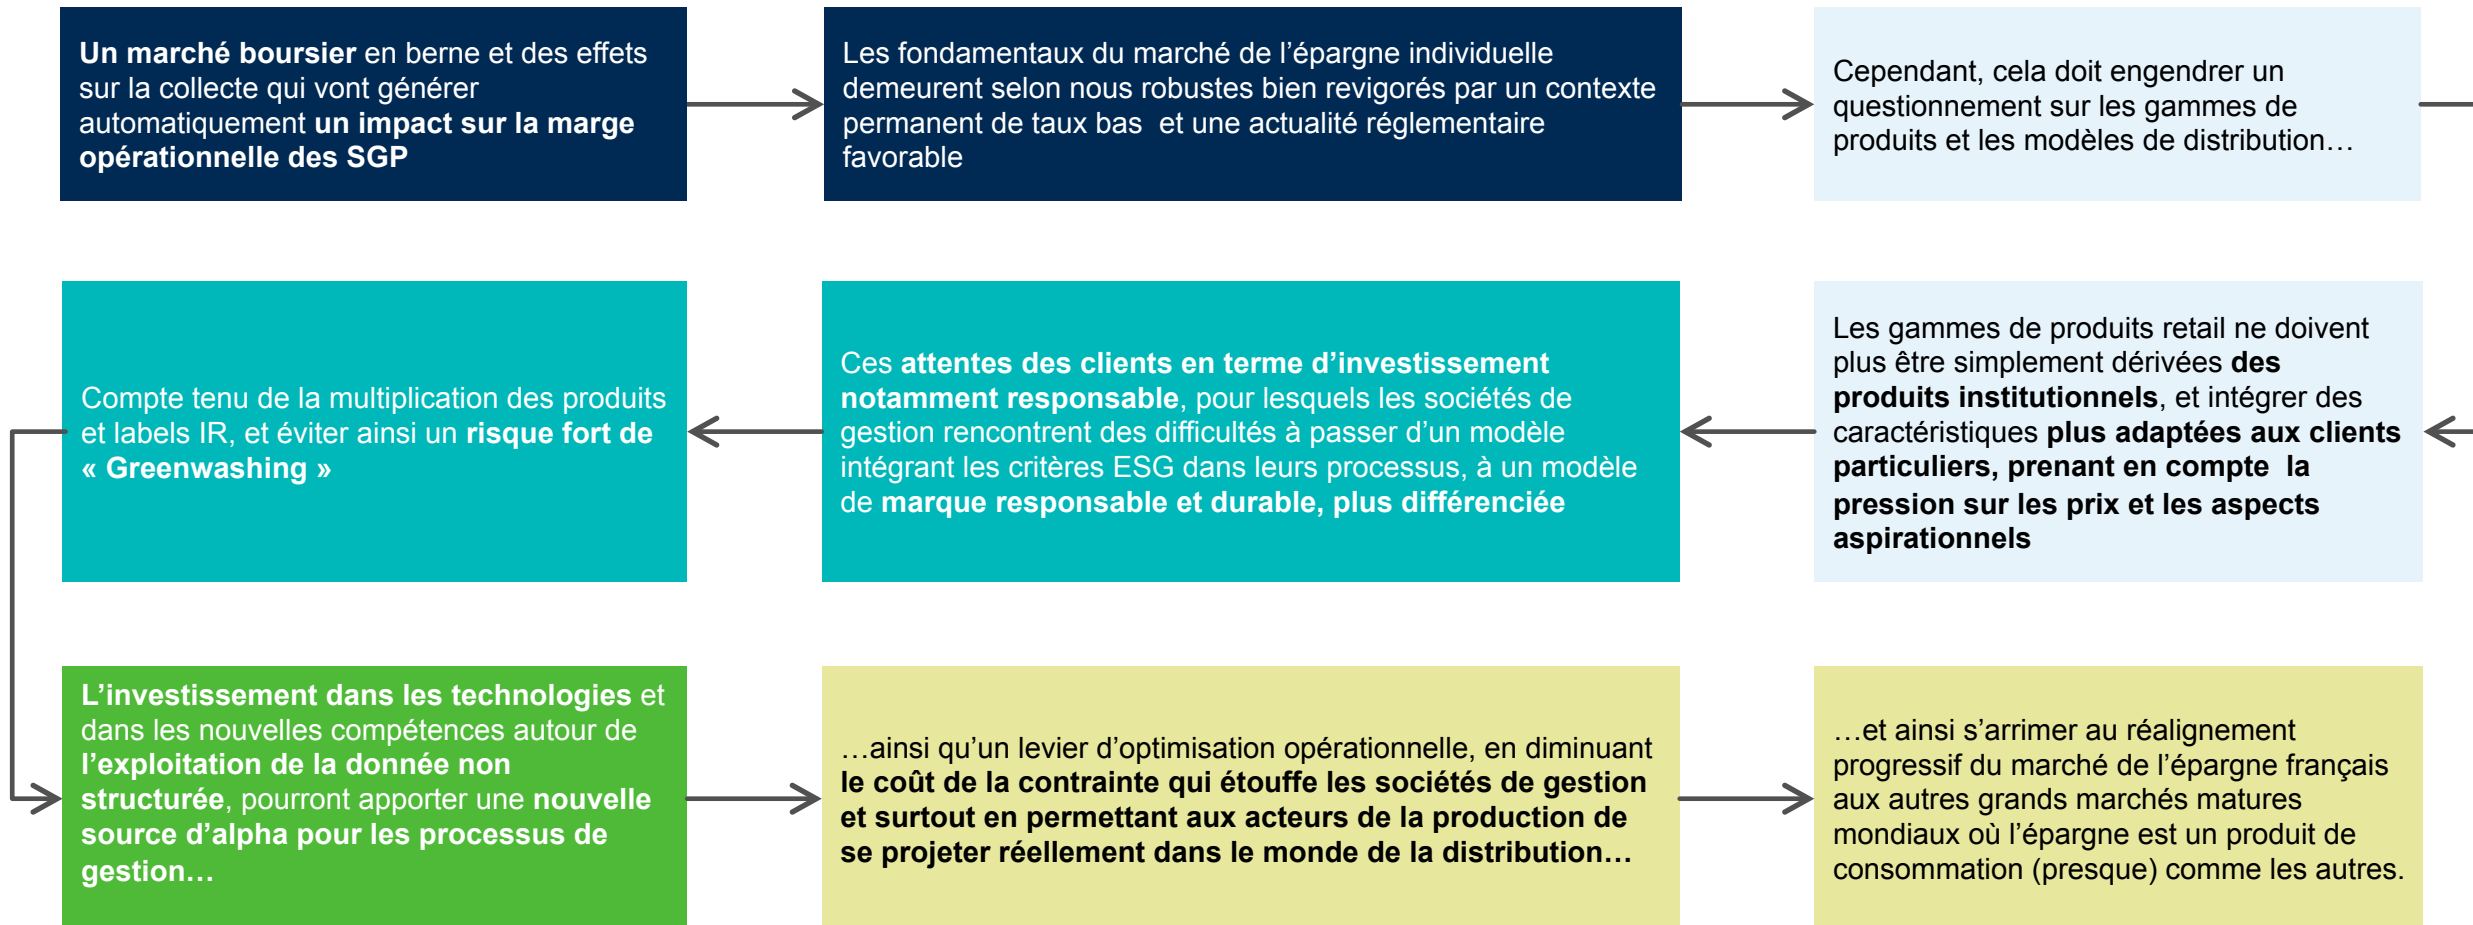 Un marché boursier en berne et des effets
sur la collecte qui vont générer
automatiquement un impact sur la marge
opérationnelle des SGP
Les fondamentaux du marché de l’épargne individuelle
demeurent selon nous robustes bien revigorés par un contexte
permanent de taux bas  et une actualité réglementaire
favorable
Cependant, cela doit engendrer un
questionnement sur les gammes de
produits et les modèles de distribution…
Les gammes de produits retail ne doivent
plus être simplement dérivées des
produits institutionnels, et intégrer des
caractéristiques plus adaptées aux clients
particuliers, prenant en compte  la
pression sur les prix et les aspects
aspirationnels
Ces attentes des clients en terme d’investissement
notamment responsable, pour lesquels les sociétés de
gestion rencontrent des difficultés à passer d’un modèle
intégrant les critères ESG dans leurs processus, à un modèle
de marque responsable et durable, plus différenciée
Compte tenu de la multiplication des produits
et labels IR, et éviter ainsi un risque fort de
« Greenwashing »
L’investissement dans les technologies et
dans les nouvelles compétences autour de
l’exploitation de la donnée non
structurée, pourront apporter une nouvelle
source d’alpha pour les processus de
gestion…
…ainsi qu’un levier d’optimisation opérationnelle, en diminuant
le coût de la contrainte qui étouffe les sociétés de gestion
et surtout en permettant aux acteurs de la production de
se projeter réellement dans le monde de la distribution…
…et ainsi s’arrimer au réalignement
progressif du marché de l’épargne français
aux autres grands marchés matures
mondiaux où l’épargne est un produit de
consommation (presque) comme les autres.